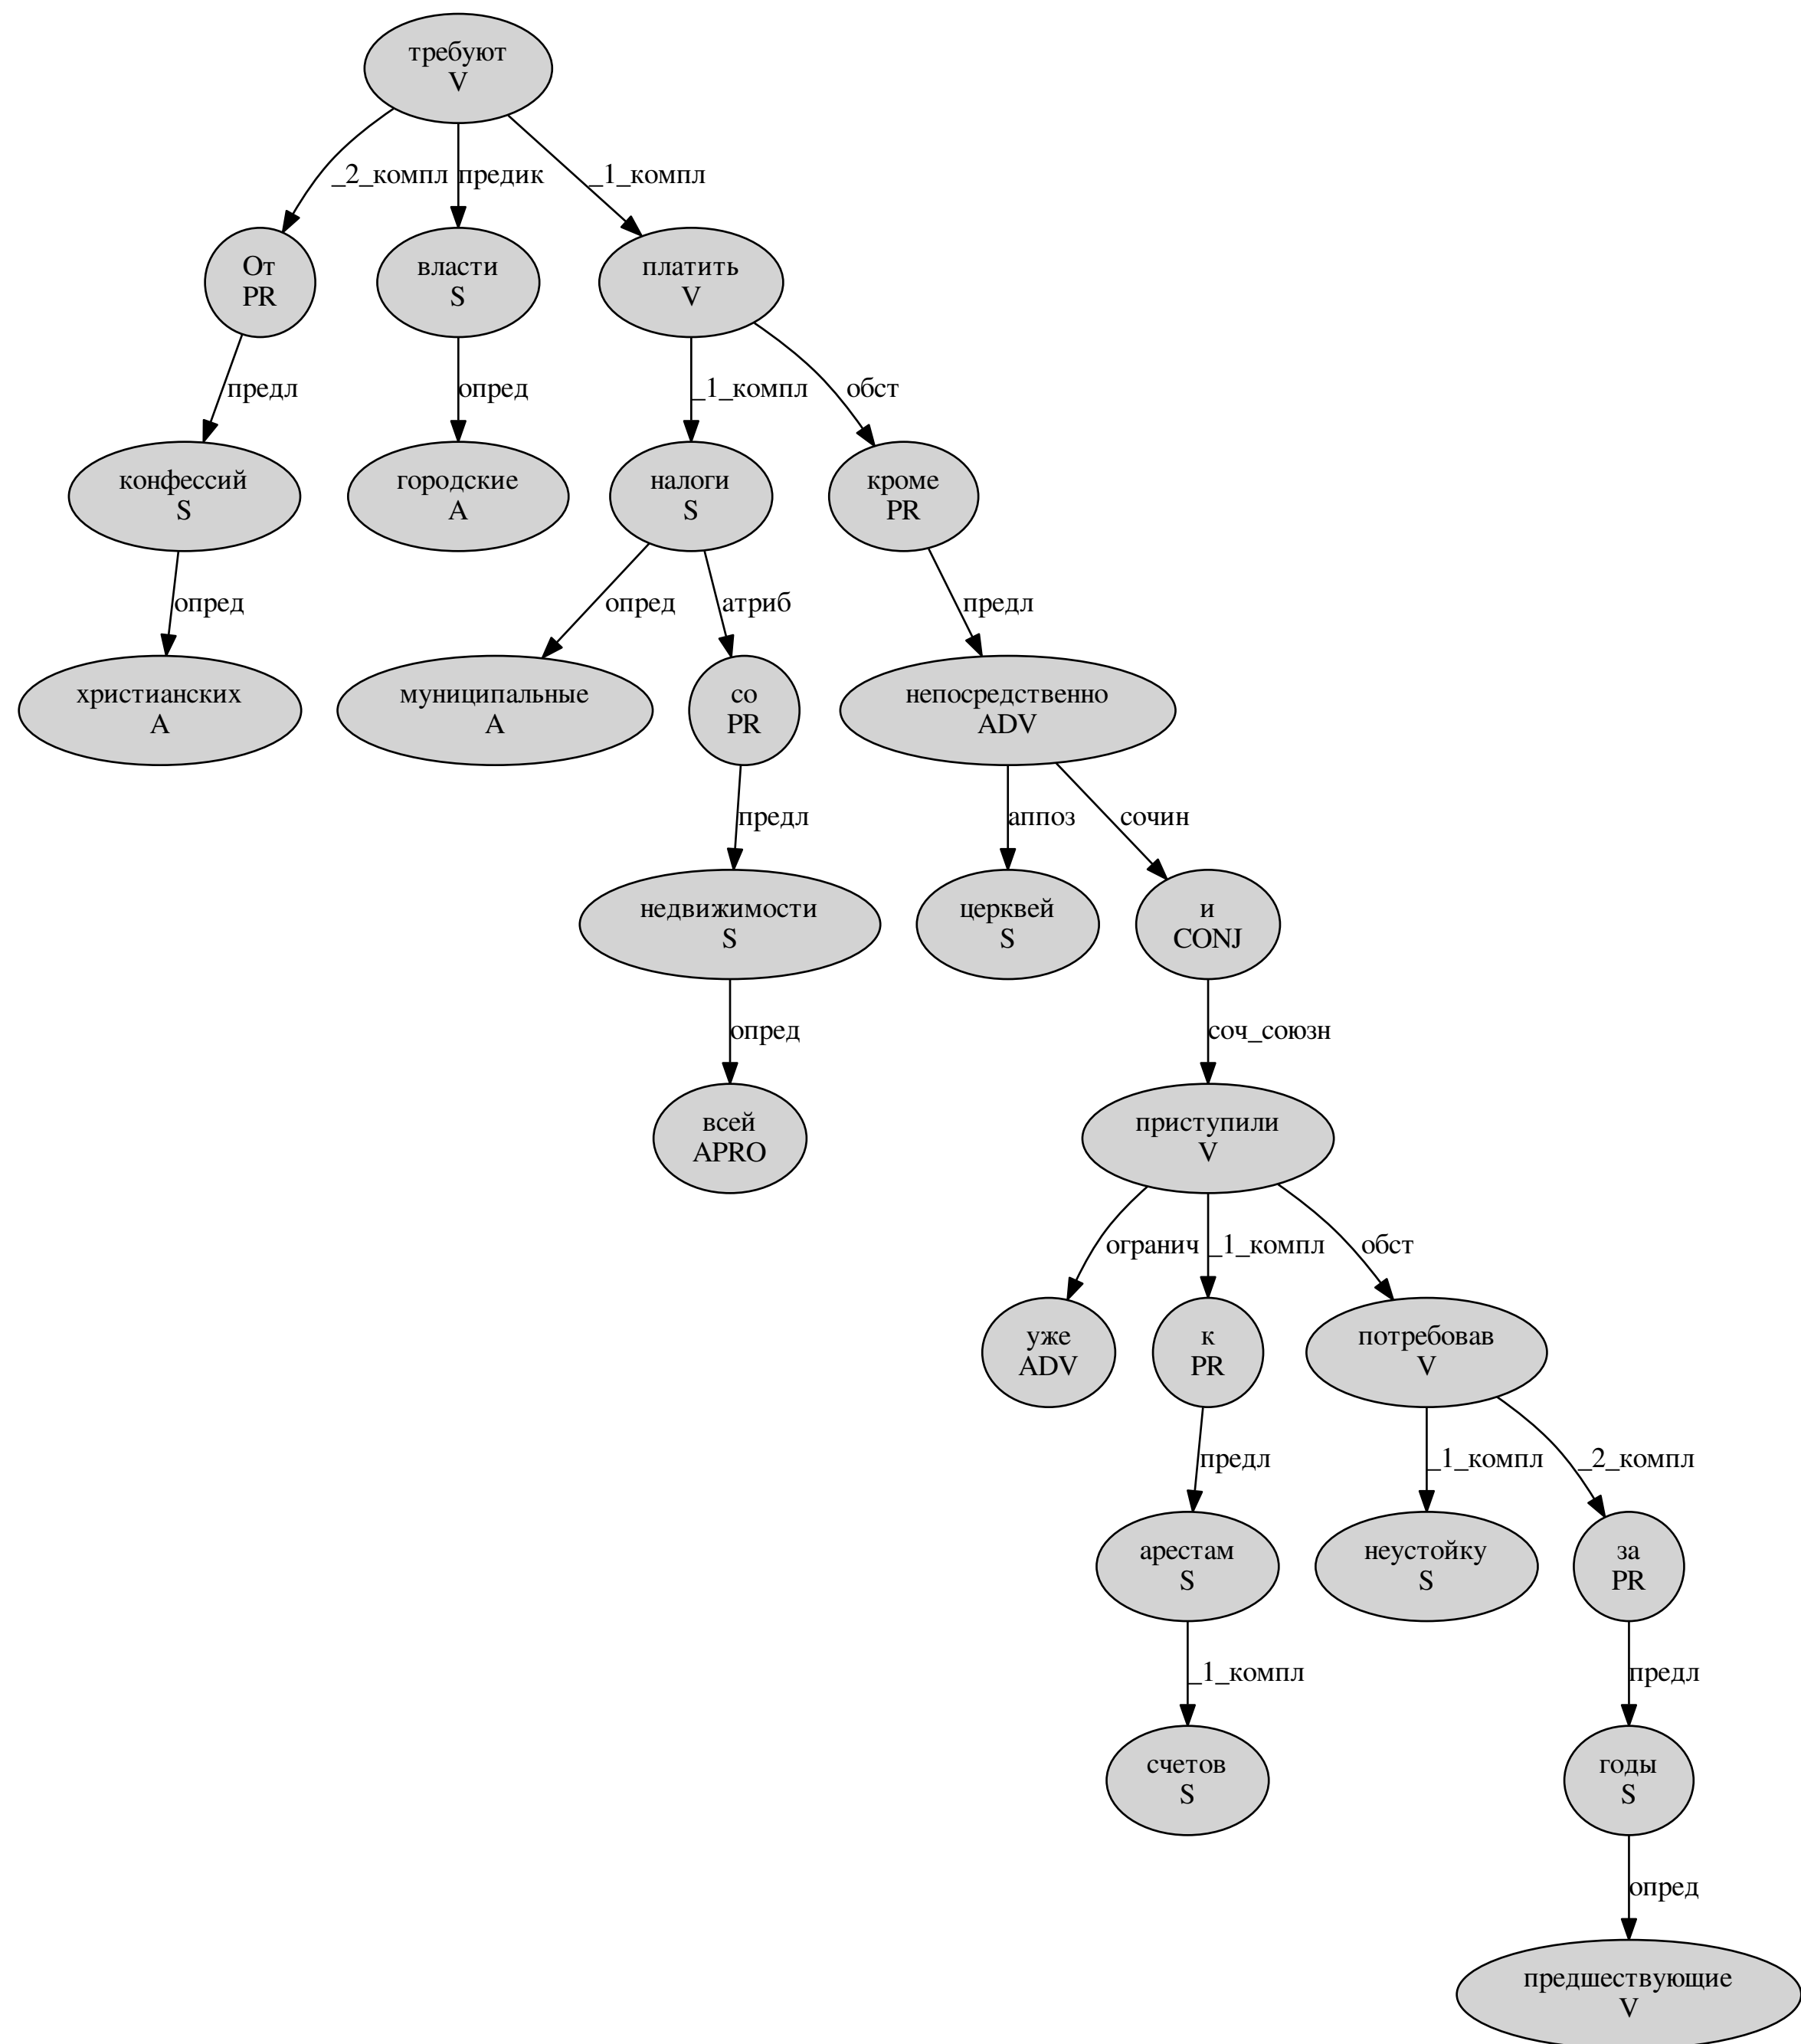 требуют
V
_2_компл
предик
_1_компл
От
PR
власти
S
платить
V
предл
опред
_1_компл
обст
конфессий
S
городские
A
налоги
S
кроме
PR
опред
опред
атриб
предл
христианских
A
муниципальные
A
со
PR
непосредственно
ADV
предл
аппоз
сочин
недвижимости
S
церквей
S
и
CONJ
опред
соч_союзн
всей
APRO
приступили
V
огранич
_1_компл
обст
уже
ADV
к
PR
потребовав
V
предл
_1_компл
_2_компл
арестам
S
неустойку
S
за
PR
_1_компл
предл
счетов
S
годы
S
опред
предшествующие
V